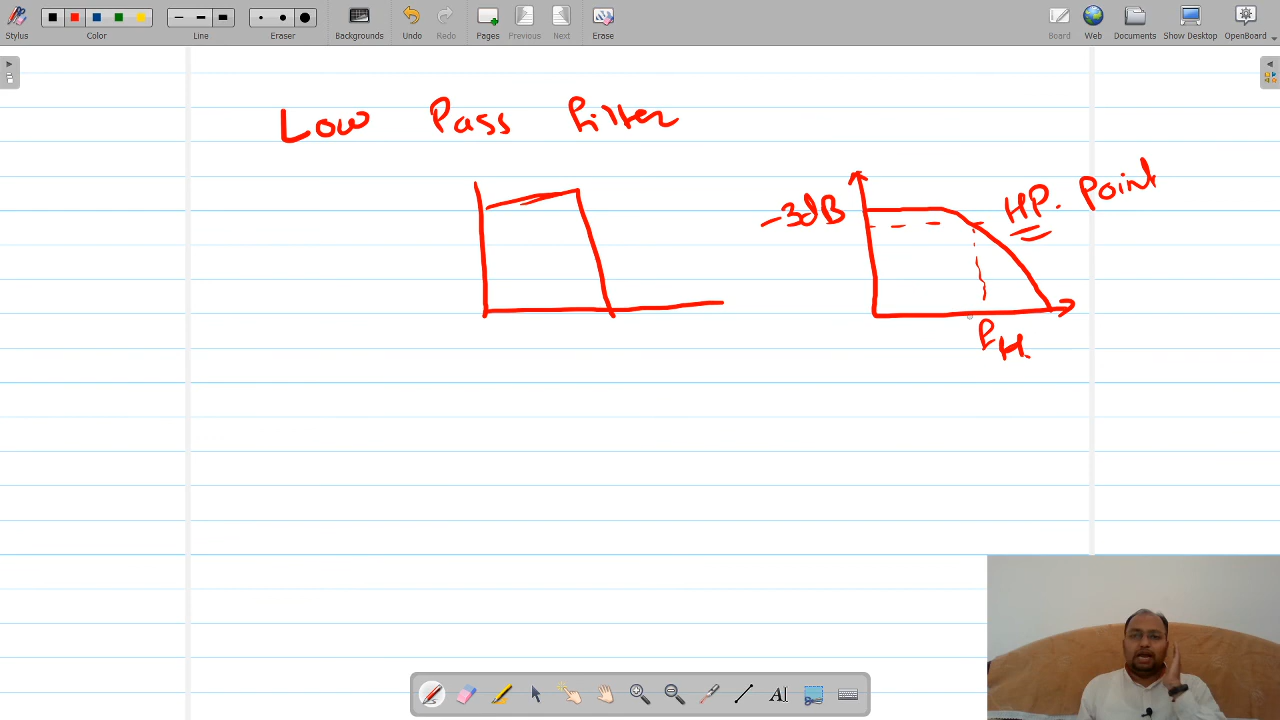 Stylus Color Line Eraser Backgrounds Undo Redo Pages Previous Next Erase Board Web Documents Show Desktop OpenBoard
Low Pass Filter
HP. Point
-3dB
FH.
AI